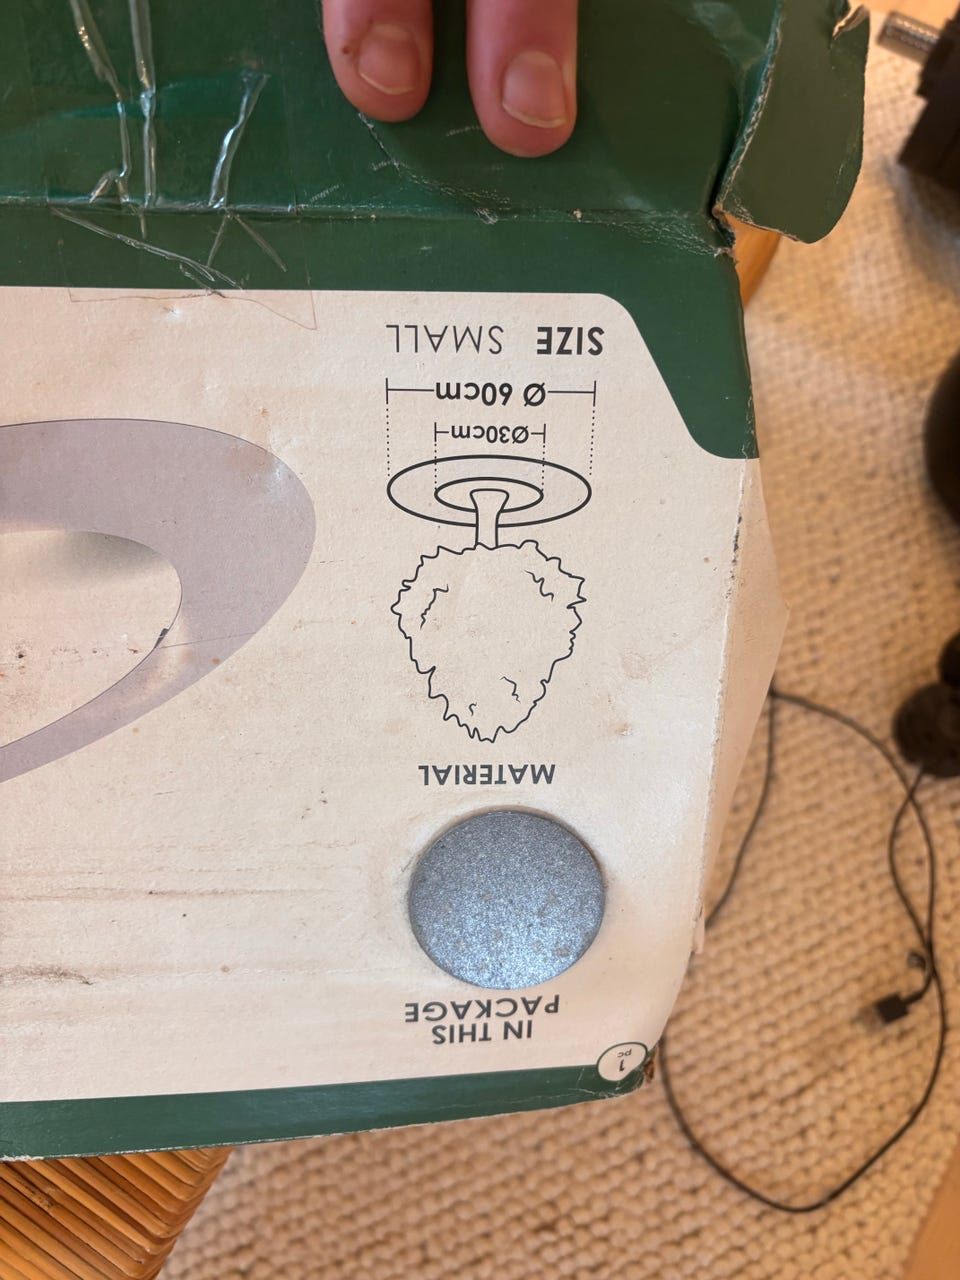 1
pc
IN THIS
PACKAGE
MATERIAL
Ø30cm
Ø 60cm
SIZE SMALL